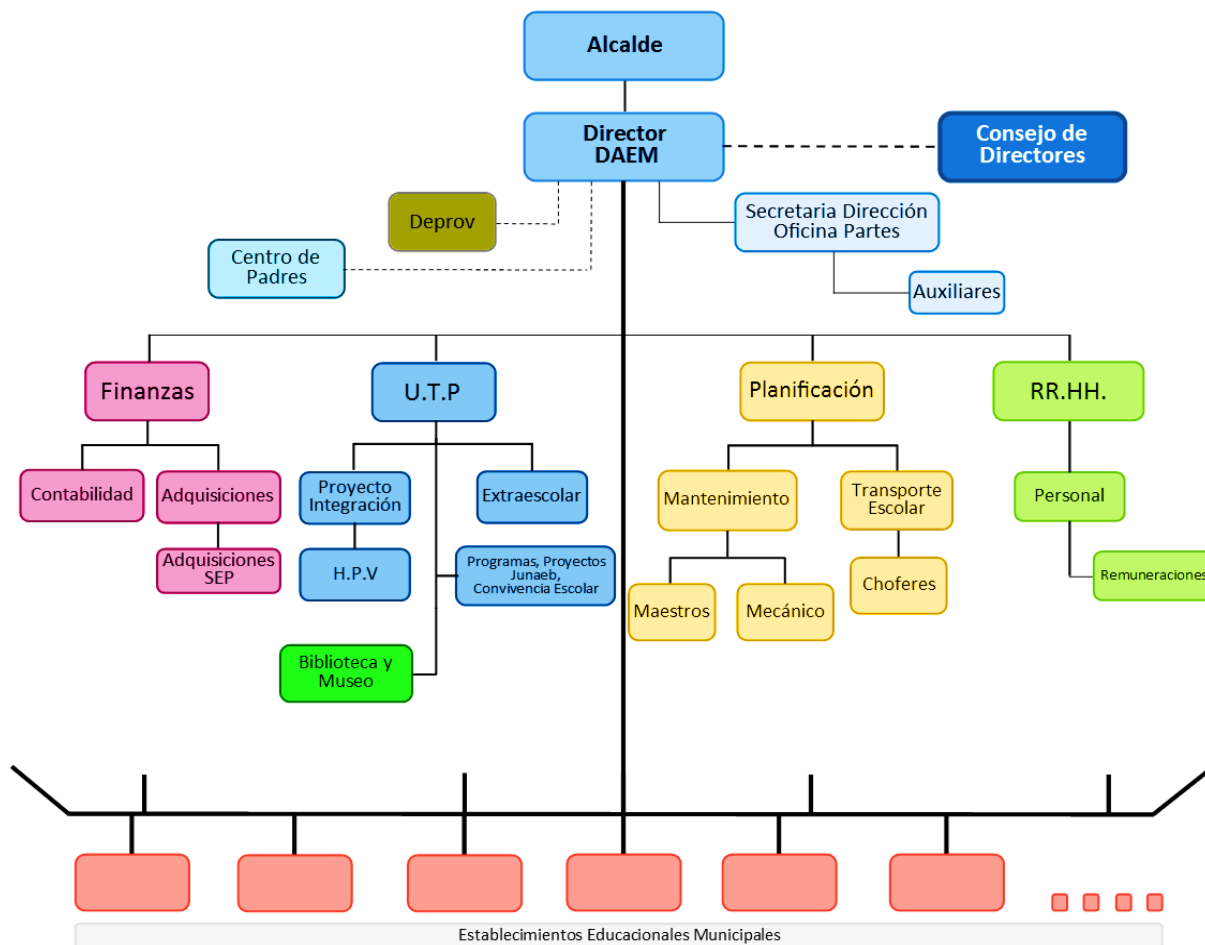 Alcalde
Director
DAEM
Consejo de
Directores
Deprov
Secretaria Dirección
Oficina Partes
Centro de
Padres
Auxiliares
Finanzas
U.T.P
Planificación
RR.HH.
Contabilidad
Adquisiciones
Proyecto
Integración
Extraescolar
Mantenimiento
Transporte
Escolar
Personal
Adquisiciones
SEP
H.P.V
Programas, Proyectos
Junaeb,
Convivencia Escolar
Maestros
Mecánico
Choferes
Remuneraciones
Biblioteca y
Museo
Establecimientos Educacionales Municipales